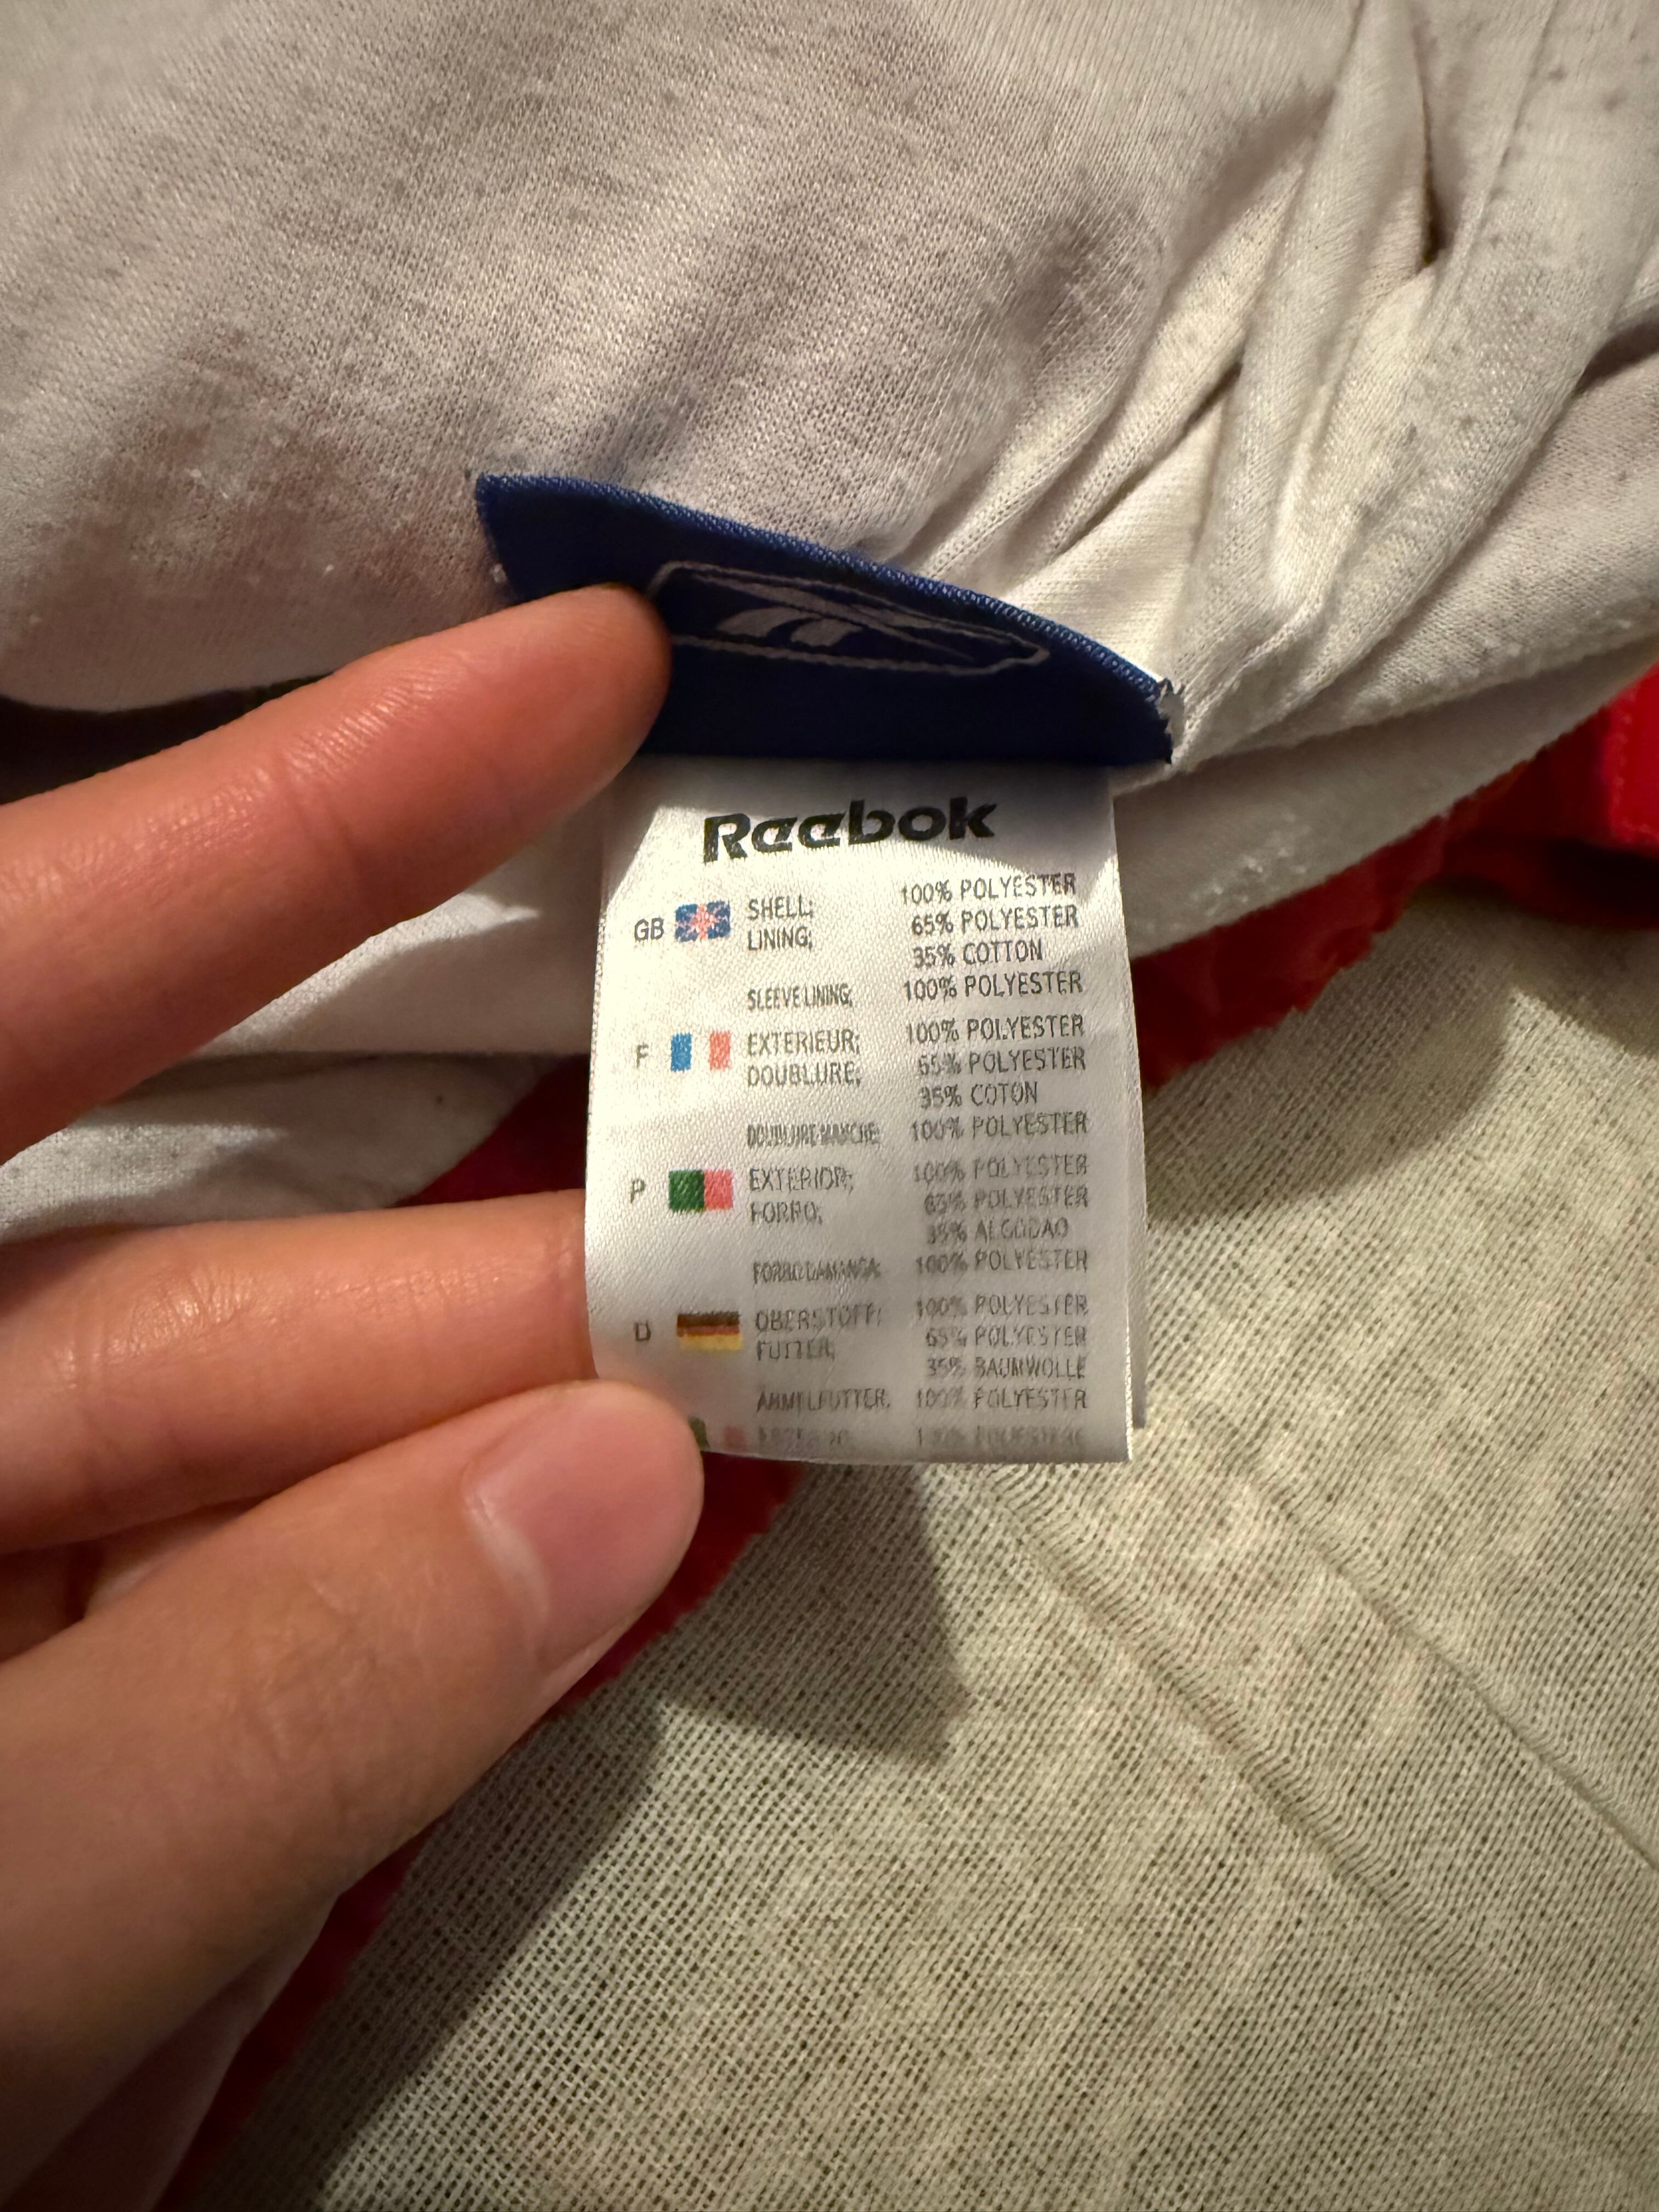 Reebok
GB SHELL; 100% POLYESTER
LINING; 65% POLYESTER
35% COTTON
SLEEVE LINING; 100% POLYESTER
F EXTERIEUR; 100% POLYESTER
DOUBLURE; 65% POLYESTER
35% COTON
DOUBLURE MANCHE; 100% POLYESTER
P EXTERIOR; 100% POLYESTER
FORRO; 65% POLYESTER
35% ALGODAO
FORRO DA MANGA: 100% POLYESTER
D OBERSTOFF; 100% POLYESTER
FUTTER; 65% POLYESTER
35% BAUMWOLLE
100% POLYESTER